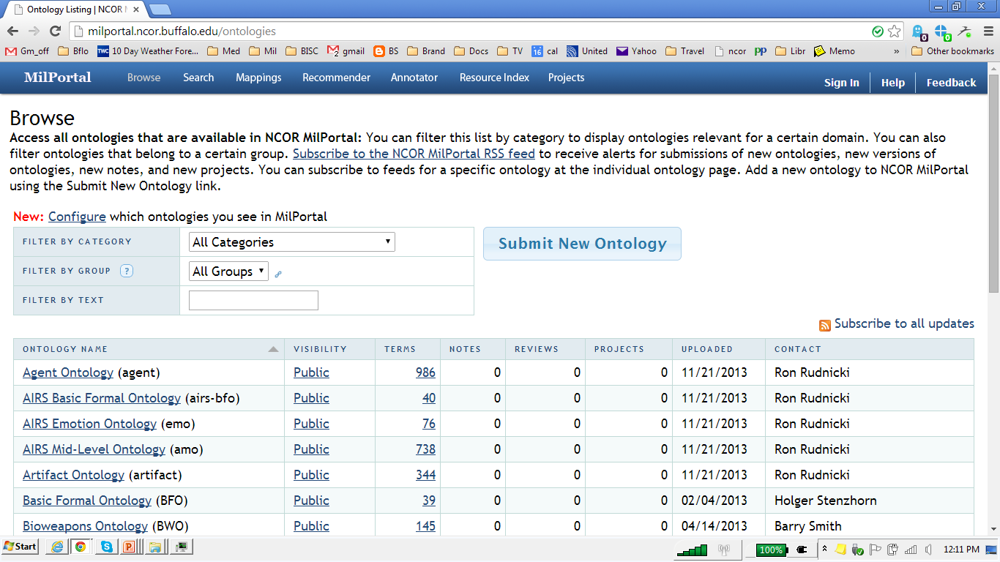 Ontology Listing | NCOR M
milportal.ncor.buffalo.edu/ontologies
0
0
Gm_off Bflo TWC 10 Day Weather Fore... Med Mil BISC 2 gmail B BS Brand Docs TV 16 cal United Yahoo Travel ncor pp Libr Memo » Other bookmarks
MilPortal Browse Search Mappings Recommender Annotator Resource Index Projects Sign In Help Feedback
Browse
Access all ontologies that are available in NCOR MilPortal: You can filter this list by category to display ontologies relevant for a certain domain. You can also
filter ontologies that belong to a certain group. Subscribe to the NCOR MilPortal RSS feed to receive alerts for submissions of new ontologies, new versions of
ontologies, new notes, and new projects. You can subscribe to feeds for a specific ontology at the individual ontology page. Add a new ontology to NCOR MilPortal
using the Submit New Ontology link.
New: Configure which ontologies you see in MilPortal
FILTER BY CATEGORY All Categories
Submit New Ontology
FILTER BY GROUP ? All Groups
FILTER BY TEXT
Subscribe to all updates
ONTOLOGY NAME VISIBILITY TERMS NOTES REVIEWS PROJECTS UPLOADED CONTACT
Agent Ontology (agent) Public 986 0 0 0 11/21/2013 Ron Rudnicki
AIRS Basic Formal Ontology (airs-bfo) Public 40 0 0 0 11/21/2013 Ron Rudnicki
AIRS Emotion Ontology (emo) Public 76 0 0 0 11/21/2013 Ron Rudnicki
AIRS Mid-Level Ontology (amo) Public 738 0 0 0 11/21/2013 Ron Rudnicki
Artifact Ontology (artifact) Public 344 0 0 0 11/21/2013 Ron Rudnicki
Basic Formal Ontology (BFO) Public 39 0 0 0 02/04/2013 Holger Stenzhorn
Bioweapons Ontology (BWO) Public 145 0 0 0 04/14/2013 Barry Smith
Start 100% 12:11 PM